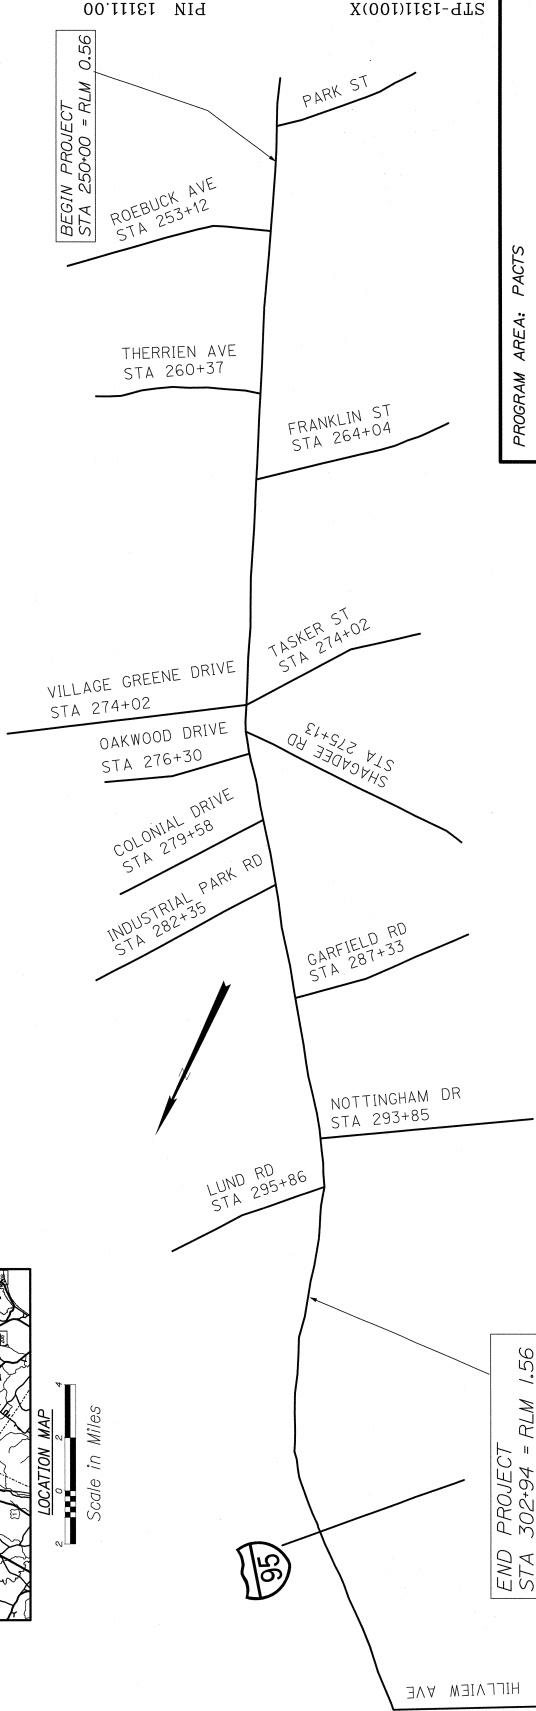 STP-1311(100)X
PIN 13111.00
BEGIN PROJECT
STA 250+00 = RLM 0.56
PARK ST
ROEBUCK AVE
STA 253+12
THERRIEN AVE
STA 260+37
FRANKLIN ST
STA 264+04
PROGRAM AREA: PACTS
TASKER ST
STA 274+02
VILLAGE GREENE DRIVE
STA 274+02
OAKWOOD DRIVE
STA 276+30
SHAGADEE RD
STA 275+13
COLONIAL DRIVE
STA 279+58
INDUSTRIAL PARK RD
STA 282+35
GARFIELD RD
STA 287+33
NOTTINGHAM DR
STA 293+85
LUND RD
STA 295+86
END PROJECT
STA 302+94 = RLM 1.56
95
HILLVIEW AVE
LOCATION MAP
2 0 2 4
Scale in Miles